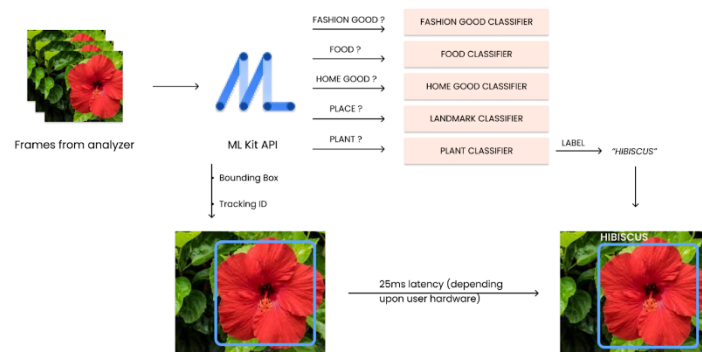 FASHION GOOD ?
FASHION GOOD CLASSIFIER
FOOD ?
FOOD CLASSIFIER
HOME GOOD ?
HOME GOOD CLASSIFIER
PLACE ?
LANDMARK CLASSIFIER
PLANT ?
PLANT CLASSIFIER
LABEL
"HIBISCUS"
Frames from analyzer
ML Kit API
Bounding Box
Tracking ID
HIBISCUS
25ms latency (depending
upon user hardware)